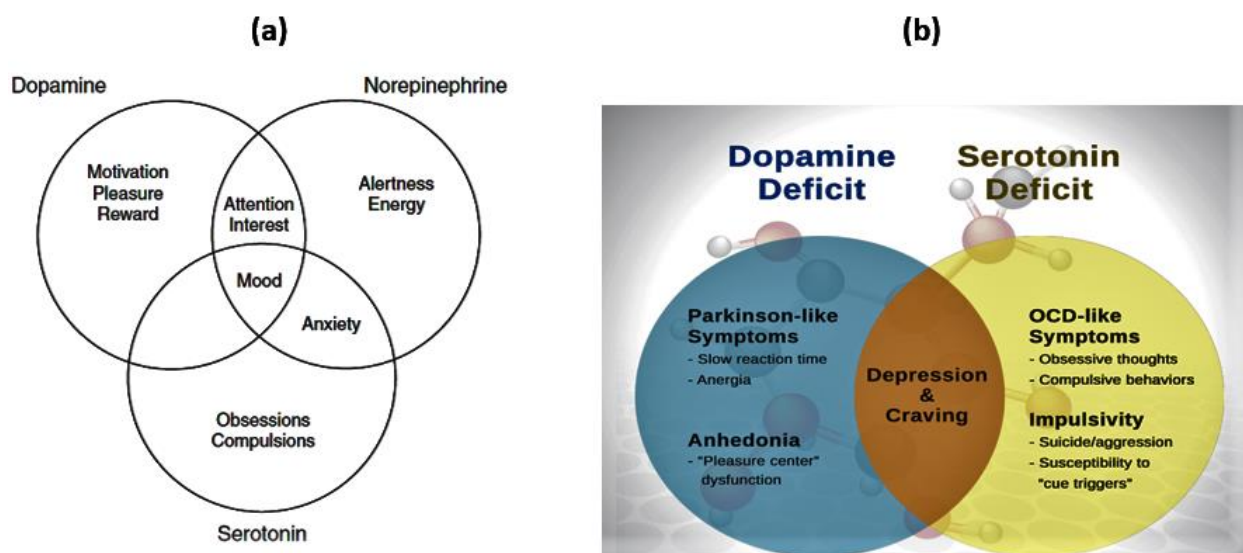 (a)
Dopamine
Norepinephrine
Motivation
Pleasure
Reward
Attention
Interest
Alertness
Energy
Mood
Anxiety
Obsessions
Compulsions
Serotonin
(b)
Dopamine
Deficit
Serotonin
Deficit
Parkinson-like
Symptoms
- Slow reaction time
- Anergia
Anhedonia
- "Pleasure center"
dysfunction
Depression
&
Craving
OCD-like
Symptoms
- Obsessive thoughts
- Compulsive behaviors
Impulsivity
- Suicide/aggression
- Susceptibility to
"cue triggers"